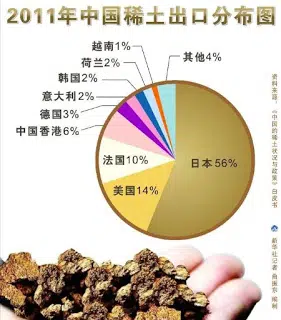 2011年中国稀土出口分布图
越南1%
荷兰2%
韩国2%
意大利2%
德国3%
中国香港6%
法国10%
美国14%
其他4%
日本56%
资料来源：《中国的稀土状况与政策》白皮书
新华社记者 曲振东 编制